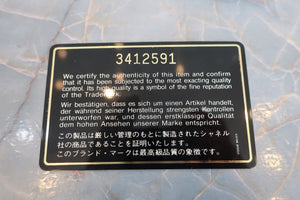 3412591
We certify the authenticity of this item and confirm
that it has been subjected to the most exacting quality
control. Its high quality is a symbol of the fine reputation
of the Trademark.
Wir bestätigen, dass es sich um einen Artikel handelt,
der während seiner Herstellung strengsten Kontrollen
unterworfen war, und dessen erstklassige Qualität
dem hohen Ansehen unserer Marke entspricht.
この製品は厳しい管理のもとに製造されたシャネル
社の商品であることを証明いたします。
このブランド・マークは最高級品質の象徴です。